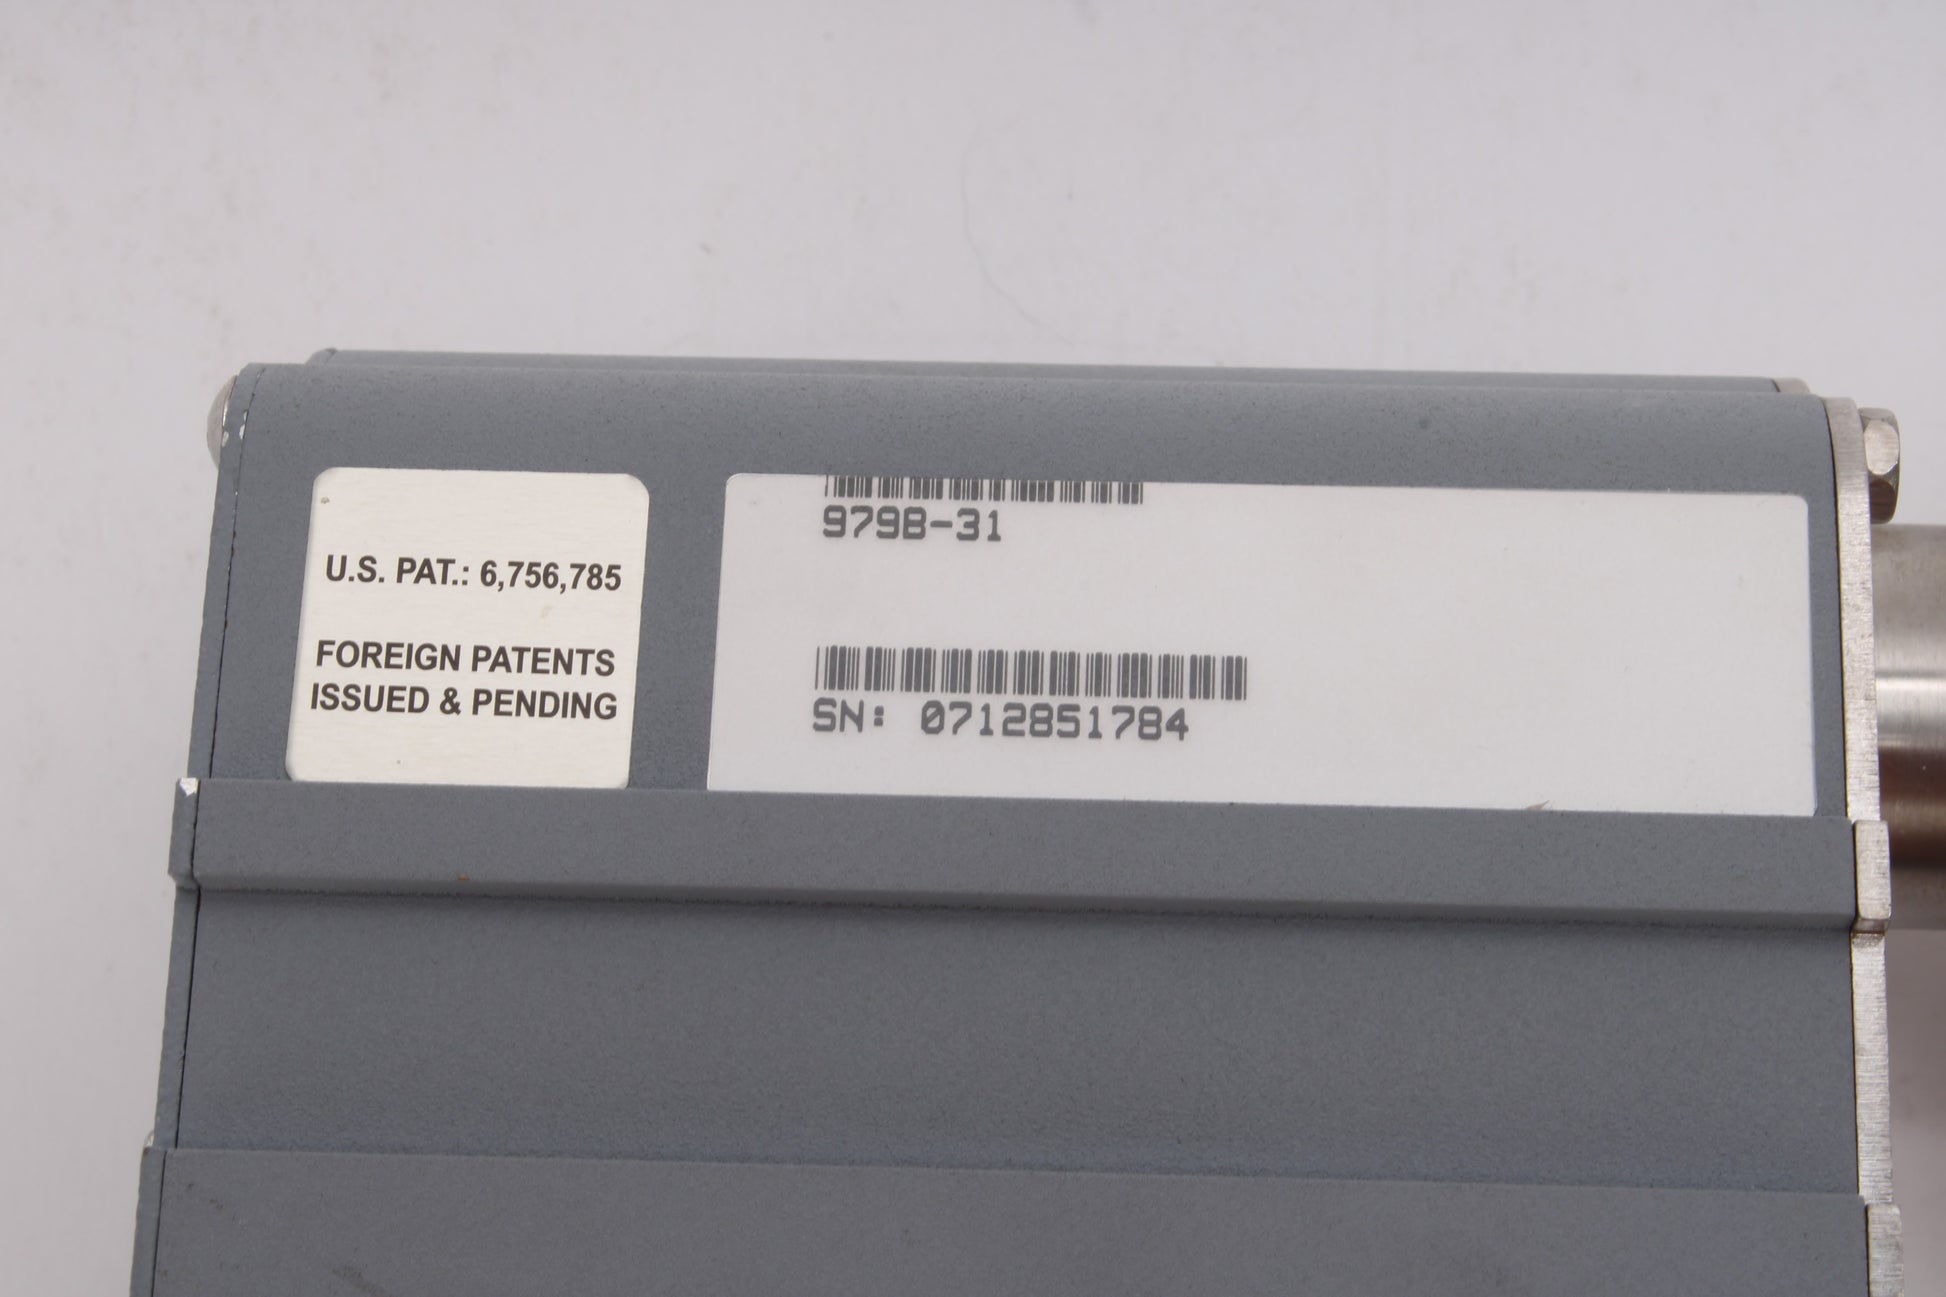 U.S. PAT.: 6,756,785
FOREIGN PATENTS
ISSUED & PENDING
979B-31
SN: 0712851784